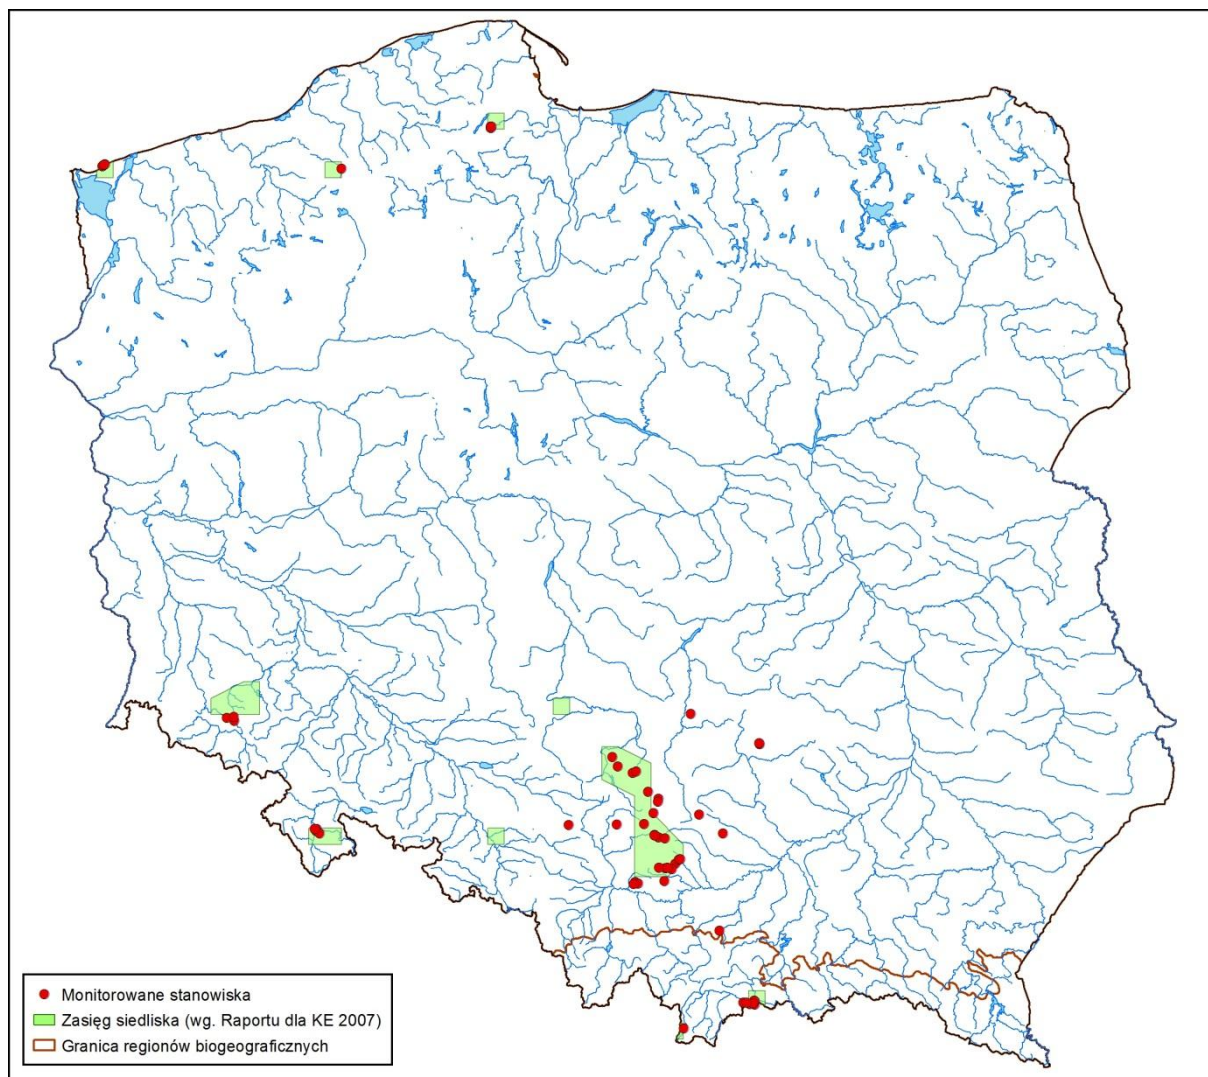 Monitorowane stanowiska
Zasięg siedliska (wg. Raportu dla KE 2007)
Granica regionów biogeograficznych